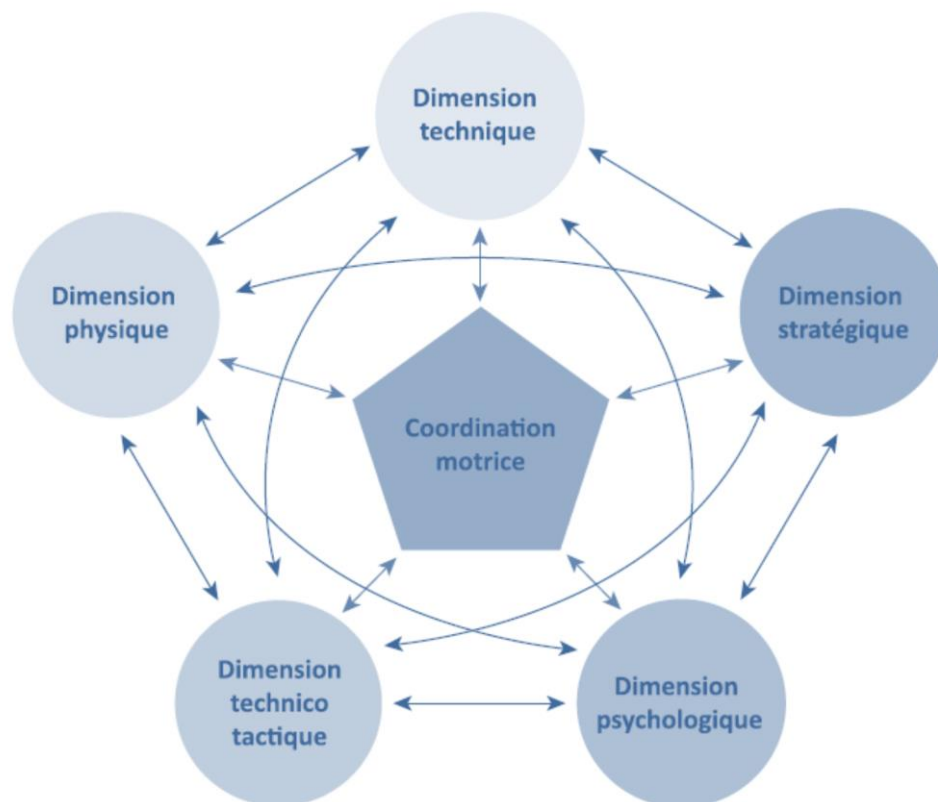 Dimension
technique
Dimension
physique
Dimension
stratégique
Coordination
motrice
Dimension
technico
tactique
Dimension
psychologique